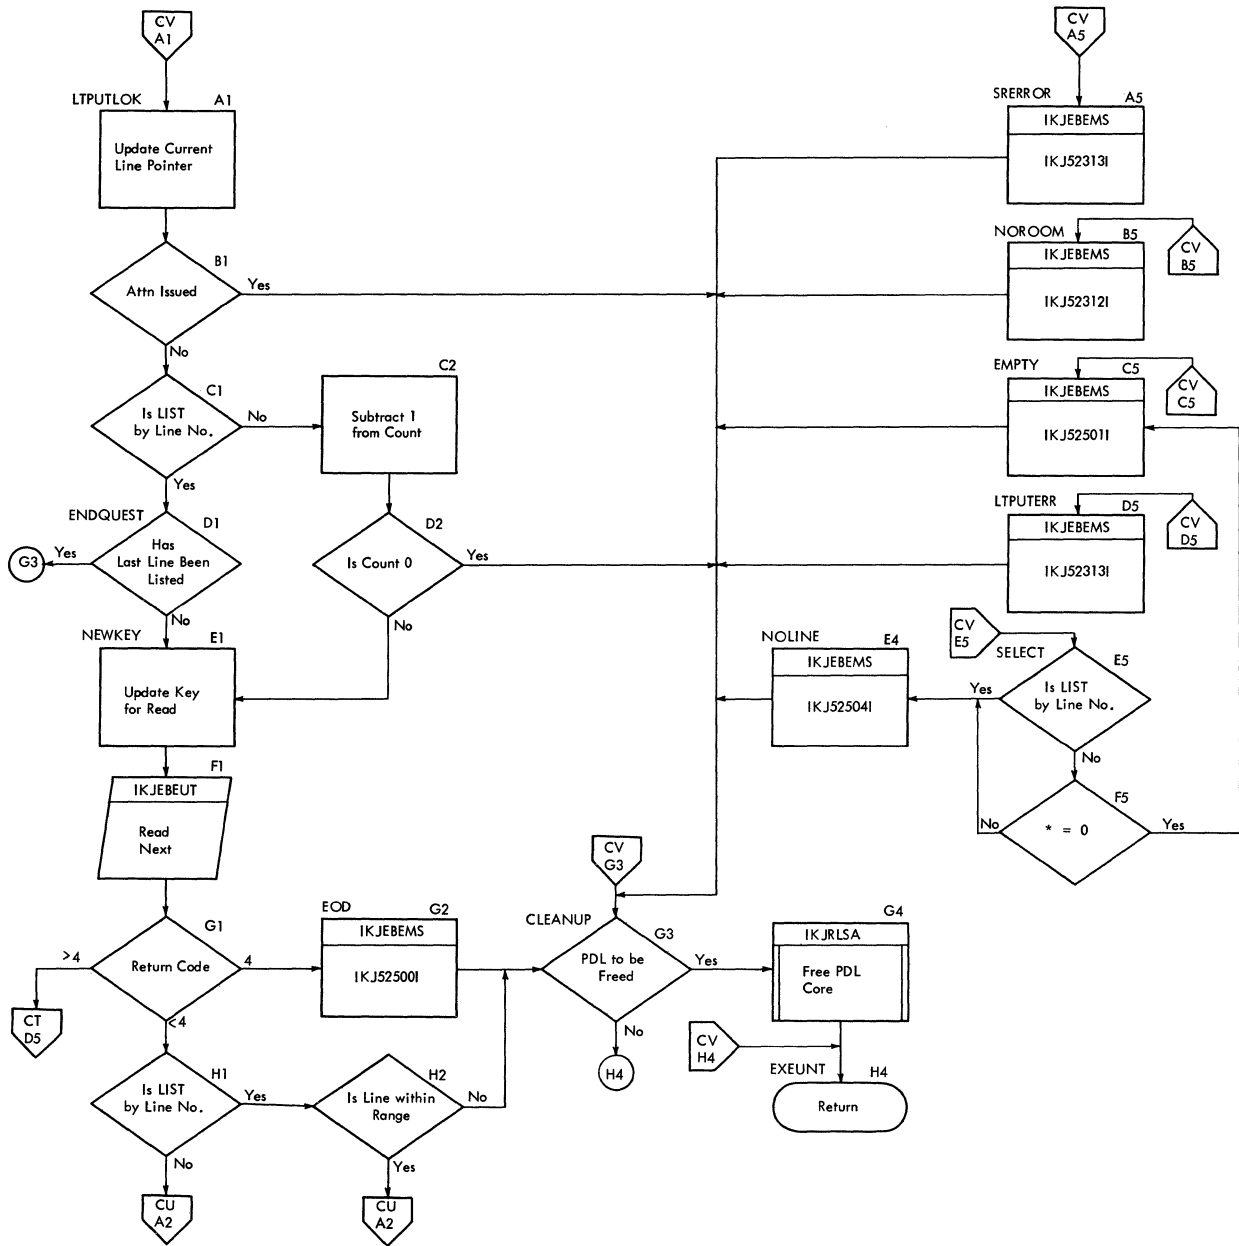 CV
A1
LTPUTLOK
A1
Update Current
Line Pointer
B1
Attn Issued
Yes
No
C1
Is LIST
by Line No.
No
Yes
C2
Subtract 1
from Count
ENDQUEST
D1
Has
Last Line Been
Listed
Yes
G3
No
D2
Is Count 0
Yes
No
NEWKEY
E1
Update Key
for Read
F1
IKJEBEUT
Read
Next
G1
Return Code
>4
4
<4
CT
D5
EOD
G2
IKJEBEMS
IKJ52500I
H1
Is LIST
by Line No.
Yes
No
CU
A2
H2
Is Line within
Range
No
Yes
CU
A2
CV
G3
CLEANUP
G3
PDL to be
Freed
Yes
No
H4
G4
IKJRLSA
Free PDL
Core
CV
H4
EXEUNT
H4
Return
CV
A5
SRERROR
A5
IKJEBEMS
IKJ52313I
NOROOM
B5
IKJEBEMS
IKJ52312I
CV
B5
EMPTY
C5
IKJEBEMS
IKJ52501I
CV
C5
LTPUTERR
D5
IKJEBEMS
IKJ52313I
CV
D5
CV
E5
SELECT
E5
Is LIST
by Line No.
Yes
No
NOLINE
E4
IKJEBEMS
IKJ52504I
F5
* = 0
No
Yes